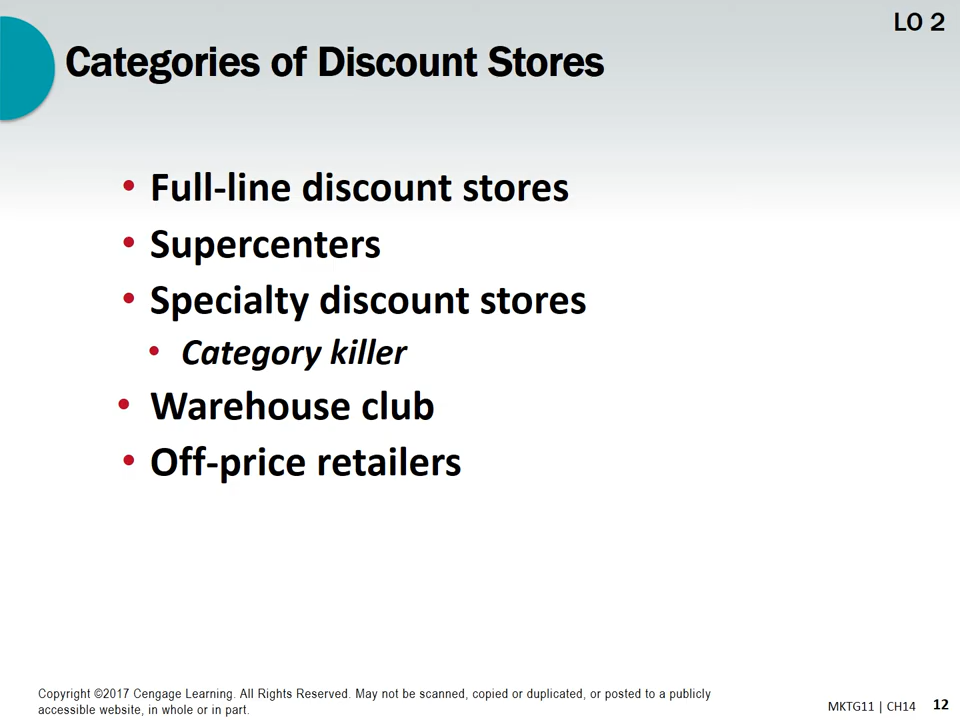 LO 2
Categories of Discount Stores
• Full-line discount stores
• Supercenters
• Specialty discount stores
• Category killer
• Warehouse club
• Off-price retailers
Copyright ©2017 Cengage Learning. All Rights Reserved. May not be scanned, copied or duplicated, or posted to a publicly
accessible website, in whole or in part.
MKTG11 | CH14 12